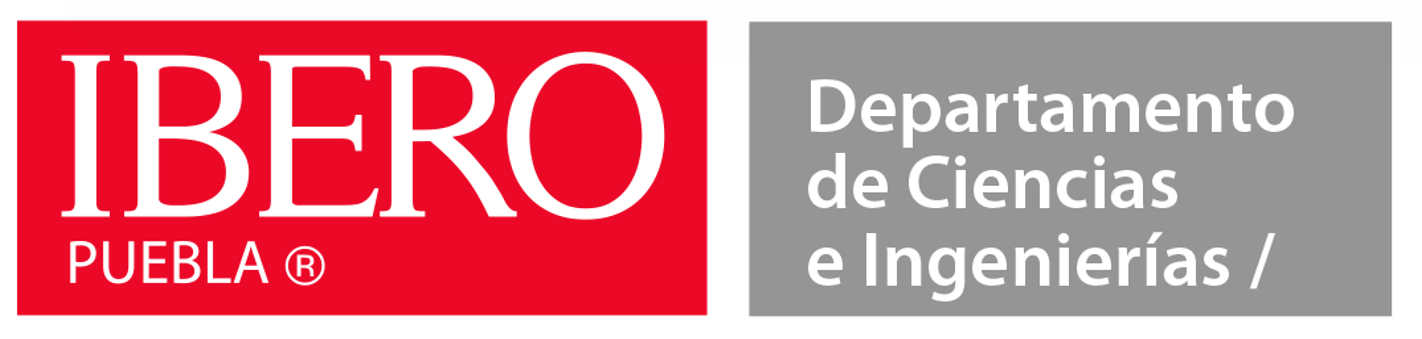 IBERO
PUEBLA ®
Departamento
de Ciencias
e Ingenierías /